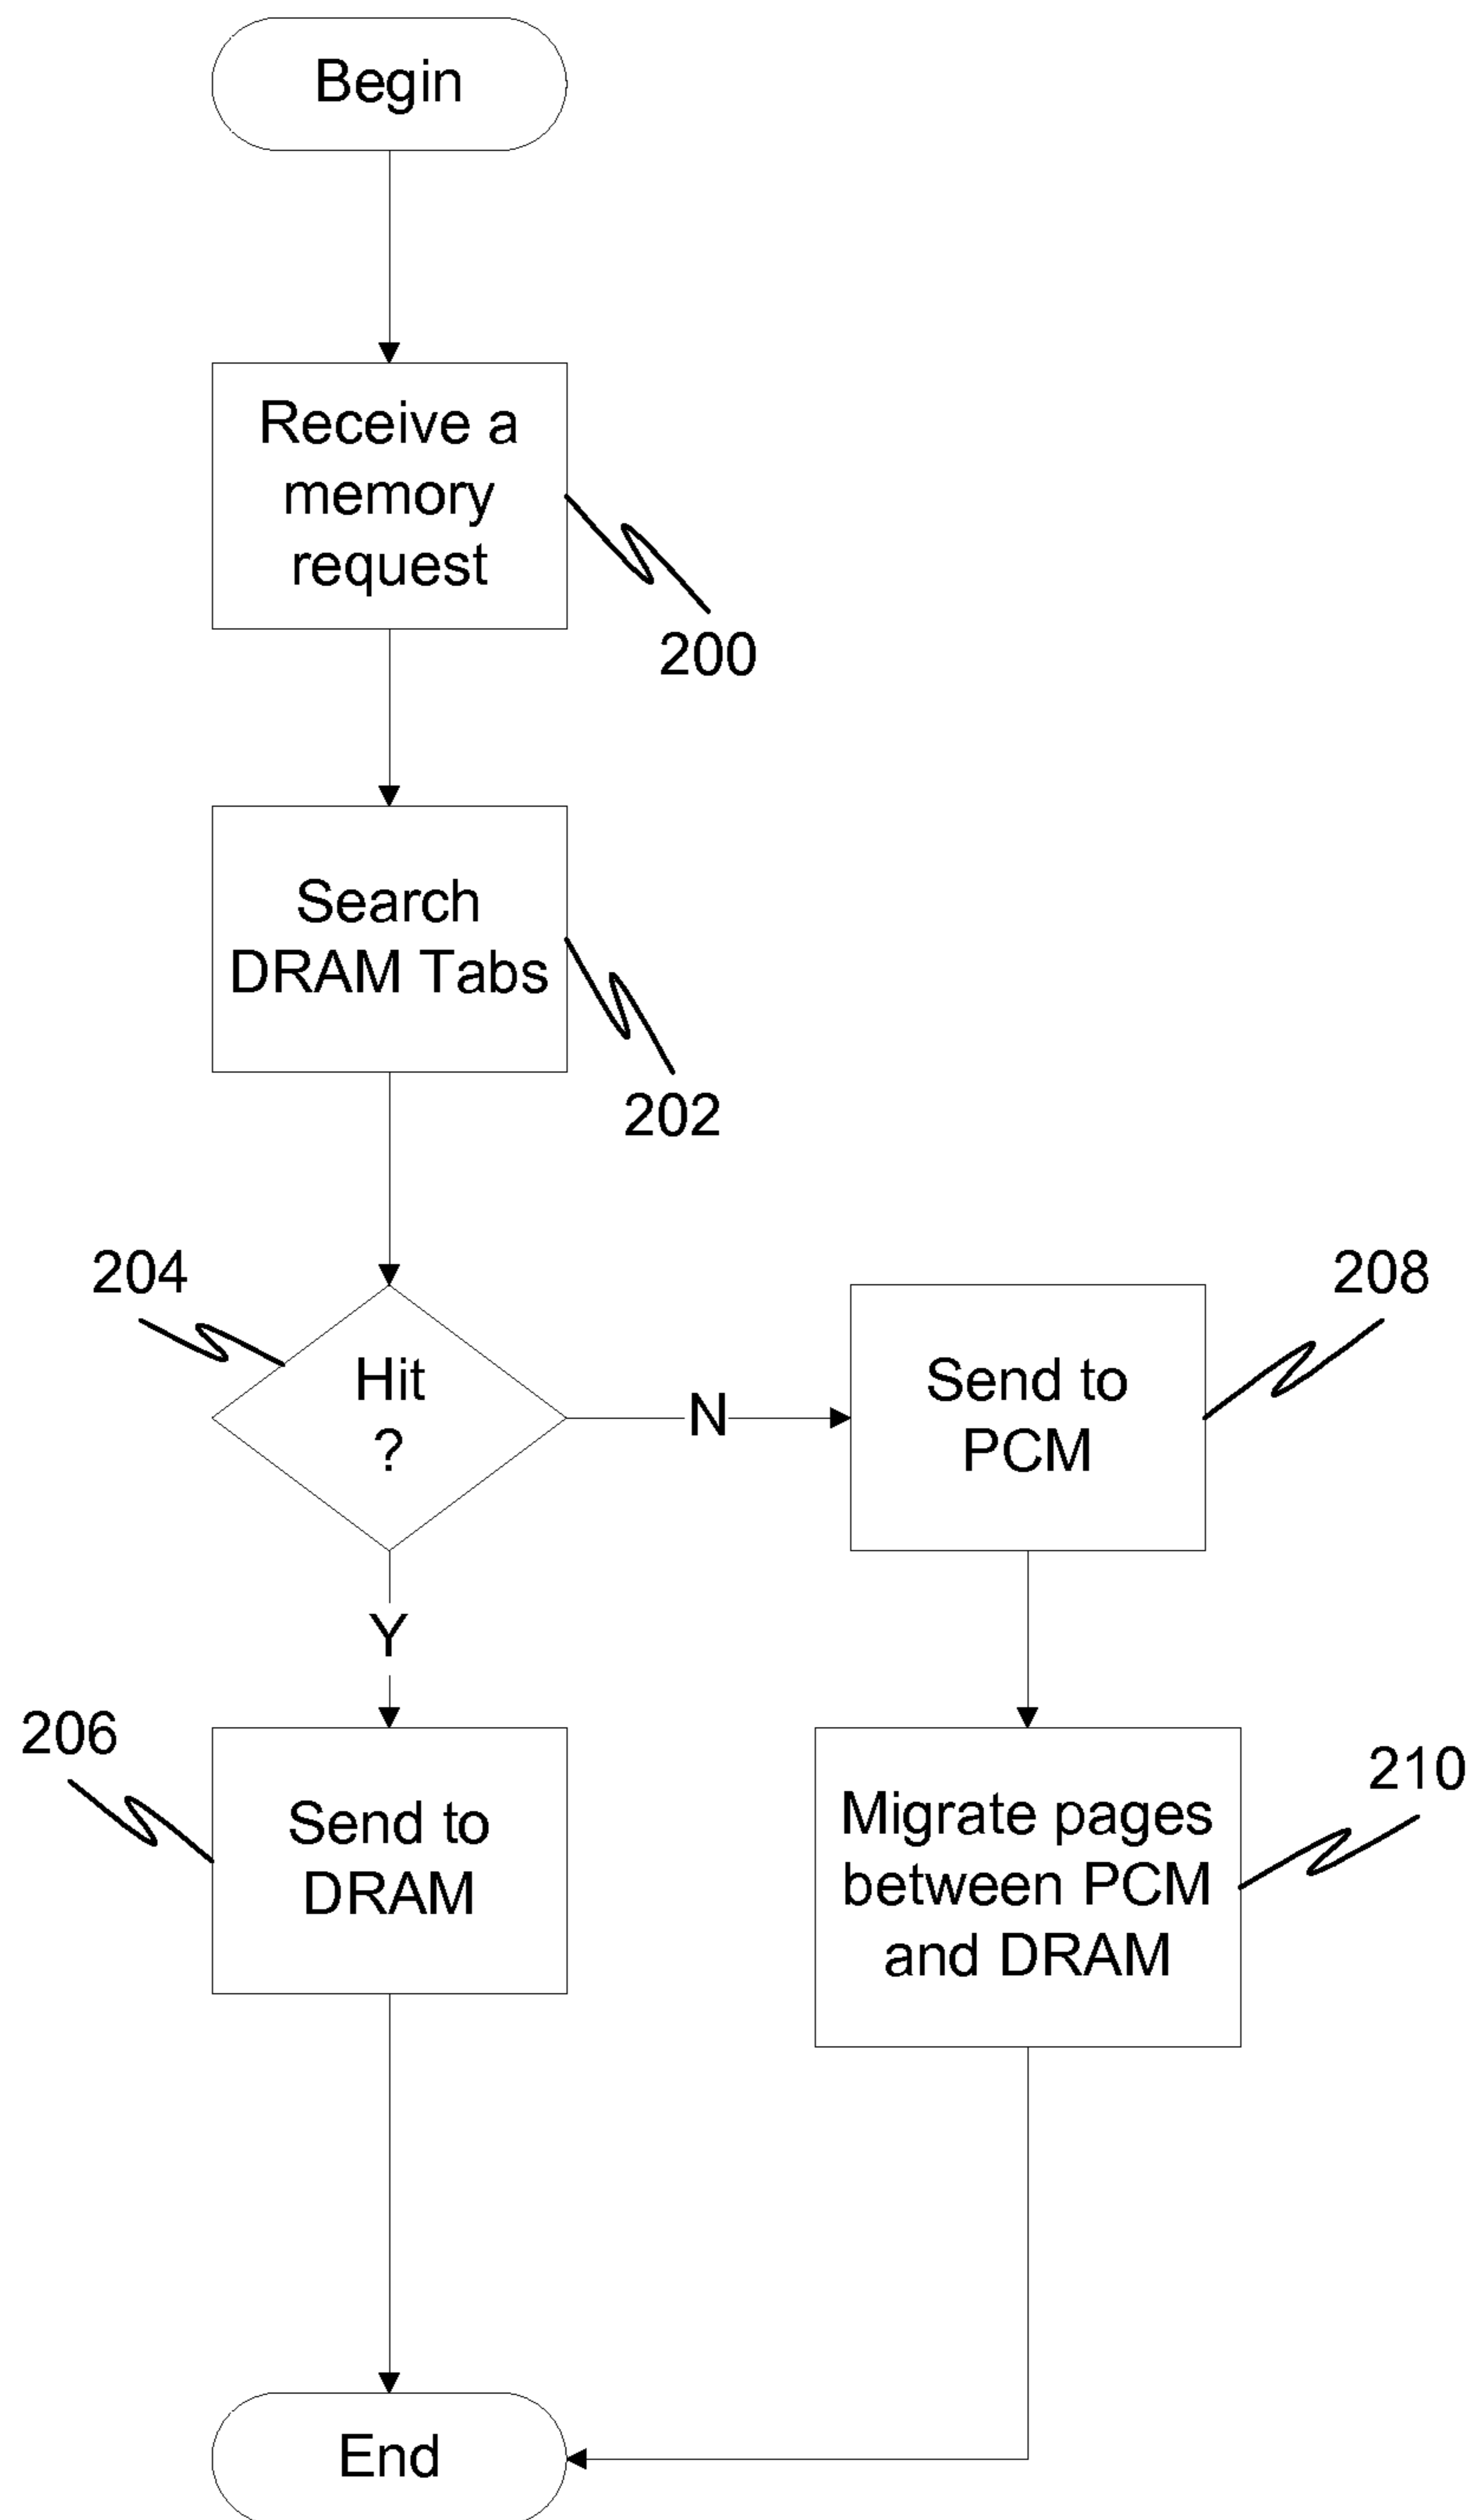 Begin
Receive a
memory
request
200
Search
DRAM Tabs
202
204
Hit
?
N
Send to
PCM
208
Y
206
Send to
DRAM
Migrate pages
between PCM
and DRAM
210
End